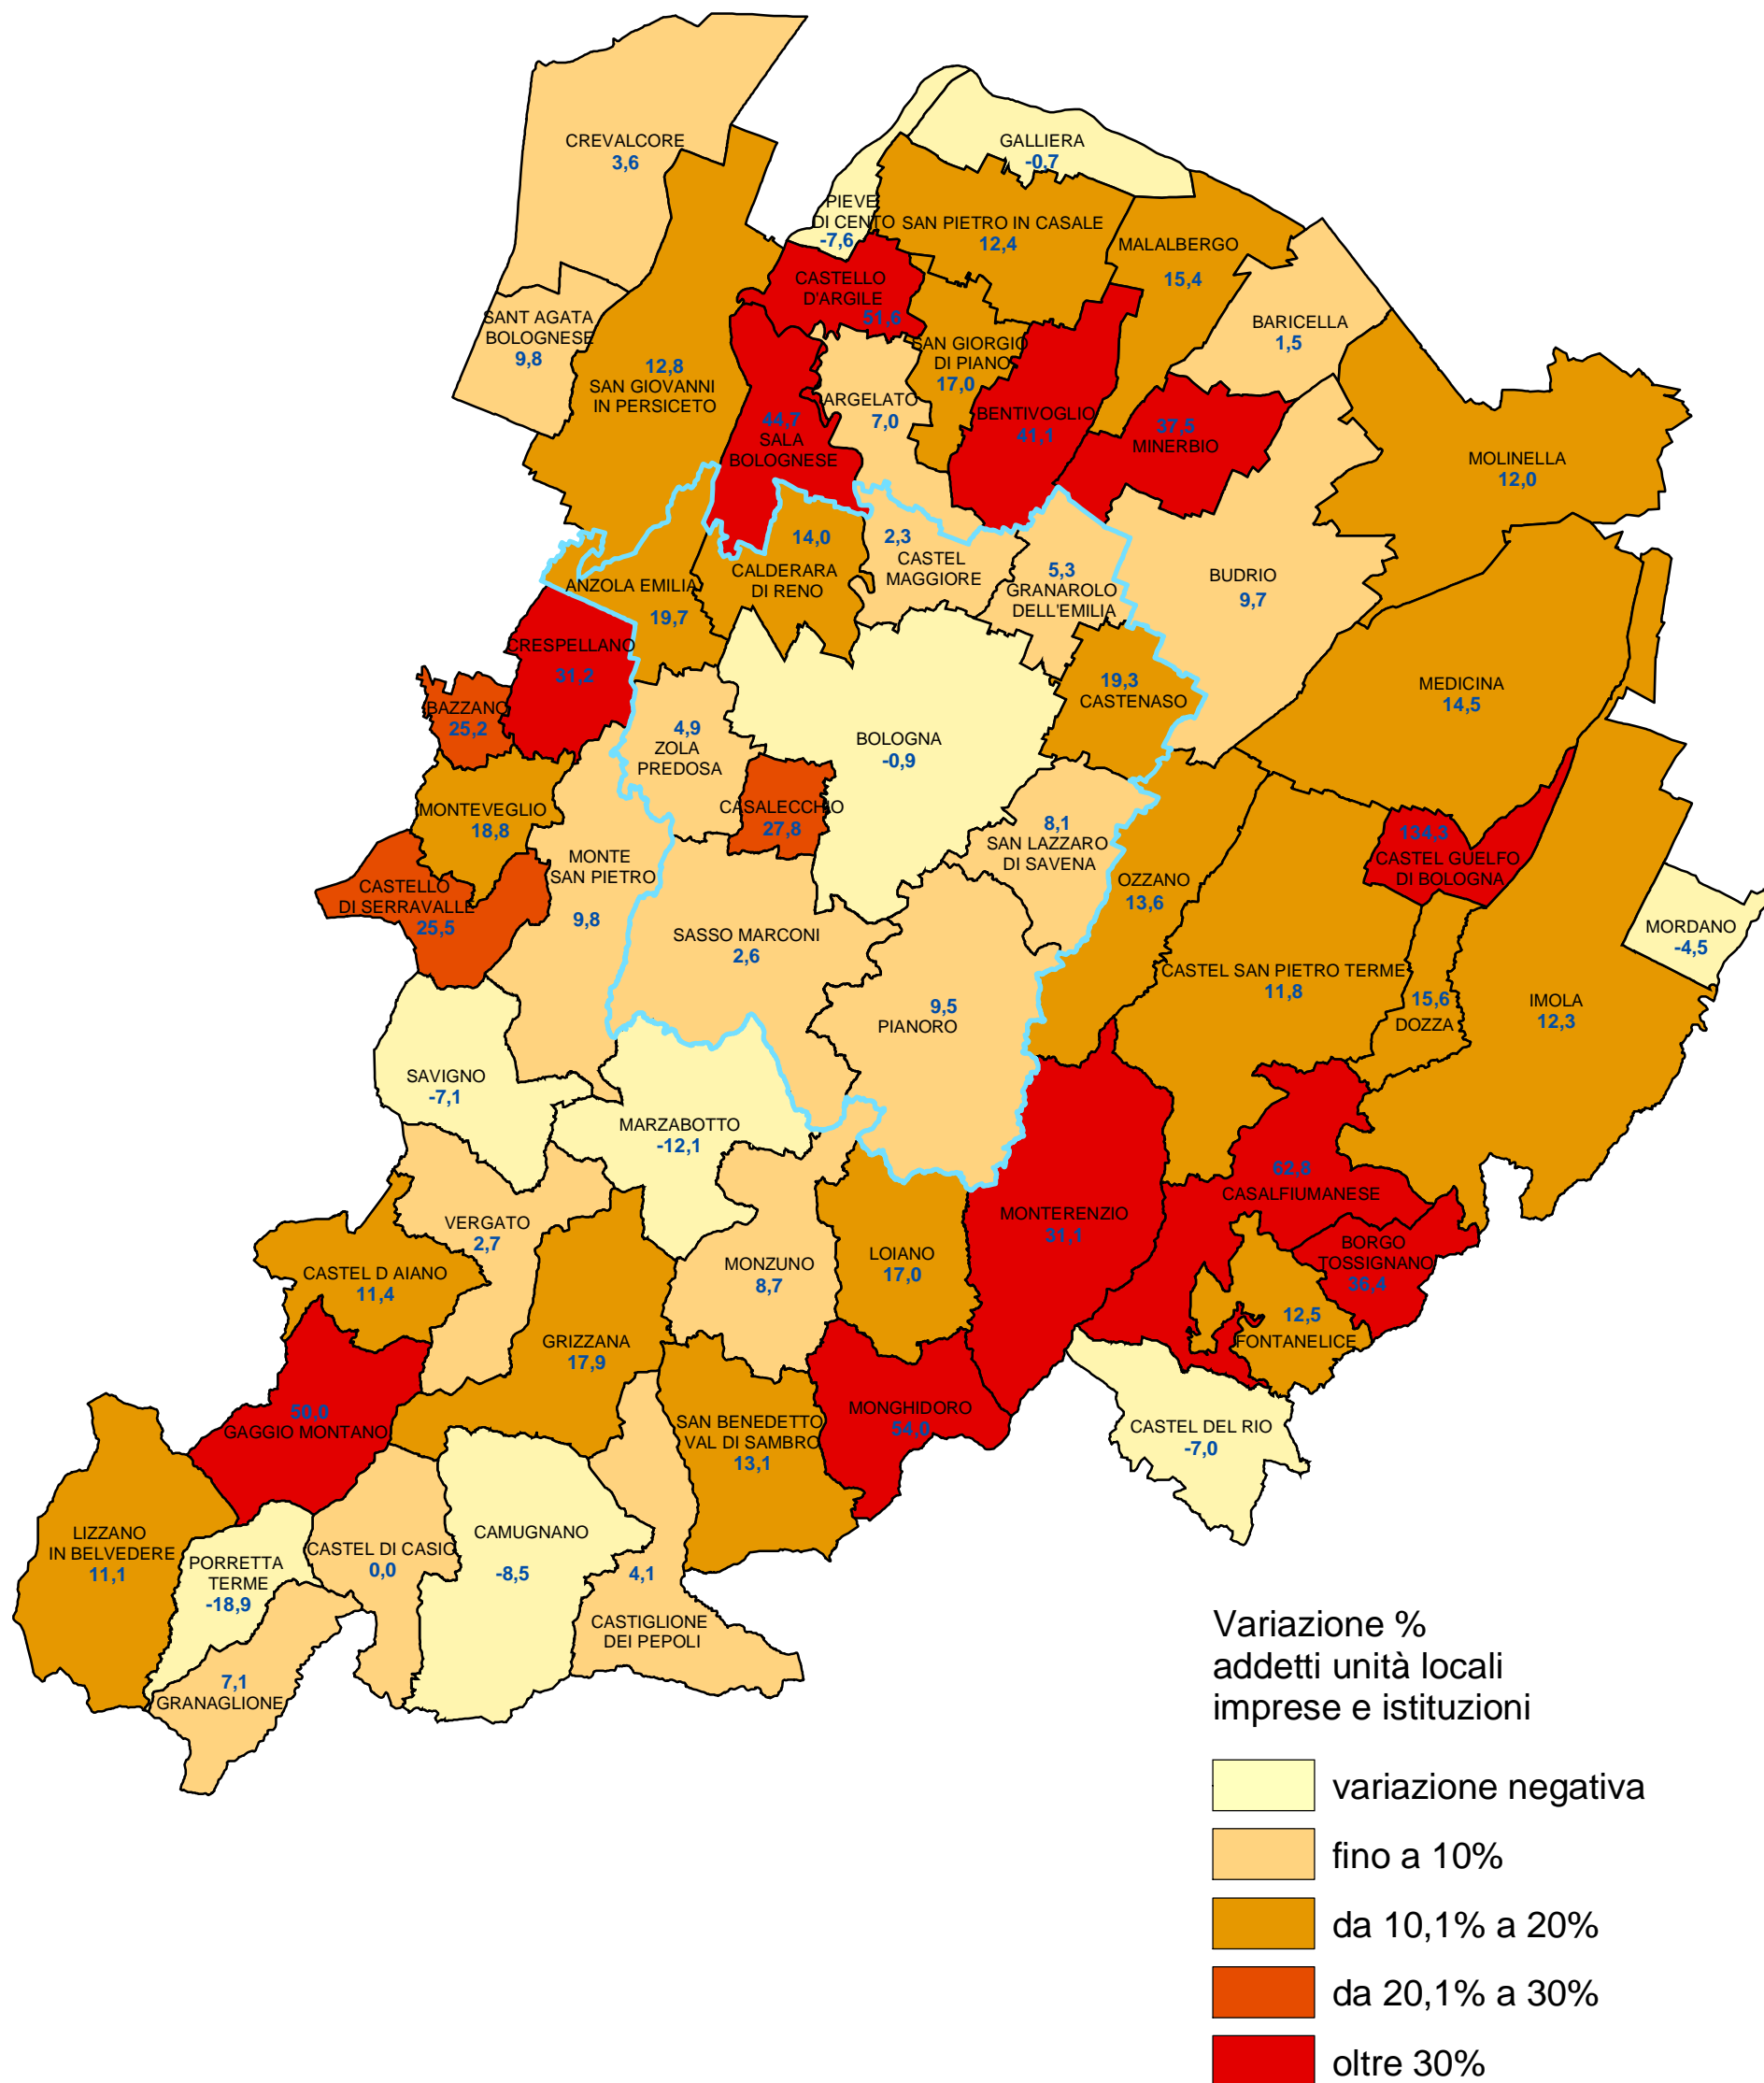 CREVALCORE
3,6
GALLIERA
-0,7
PIEVE
DI CENTO
-7,6
SAN PIETRO IN CASALE
12,4
MALALBERGO
15,4
CASTELLO
D'ARGILE
51,6
BARICELLA
1,5
SANT AGATA
BOLOGNESE
9,8
12,8
SAN GIOVANNI
IN PERSICETO
SAN GIORGIO
DI PIANO
17,0
ARGELATO
7,0
BENTIVOGLIO
41,1
44,7
SALA
BOLOGNESE
37,5
MINERBIO
MOLINELLA
12,0
14,0
CALDERARA
DI RENO
2,3
CASTEL
MAGGIORE
5,3
GRANAROLO
DELL'EMILIA
BUDRIO
9,7
ANZOLA EMILIA
19,7
CRESPELLANO
31,2
19,3
CASTENASO
MEDICINA
14,5
BAZZANO
25,2
4,9
ZOLA
PREDOSA
BOLOGNA
-0,9
MONTEVEGLIO
18,8
CASALECCHIO
27,8
8,1
SAN LAZZARO
DI SAVENA
134,3
CASTEL GUELFO
DI BOLOGNA
MONTE
SAN PIETRO
9,8
CASTELLO
DI SERRAVALLE
25,5
OZZANO
13,6
SASSO MARCONI
2,6
MORDANO
-4,5
CASTEL SAN PIETRO TERME
11,8
15,6
DOZZA
IMOLA
12,3
9,5
PIANORO
SAVIGNO
-7,1
MARZABOTTO
-12,1
62,8
CASALFIUMANESE
VERGATO
2,7
MONTERENZIO
31,1
BORGO
TOSSIGNANO
36,4
CASTEL D AIANO
11,4
MONZUNO
8,7
LOIANO
17,0
12,5
FONTANELICE
GRIZZANA
17,9
50,0
GAGGIO MONTANO
SAN BENEDETTO
VAL DI SAMBRO
13,1
MONGHIDORO
54,0
CASTEL DEL RIO
-7,0
LIZZANO
IN BELVEDERE
11,1
PORRETTA
TERME
-18,9
CASTEL DI CASIO
0,0
CAMUGNANO
-8,5
4,1
CASTIGLIONE
DEI PEPOLI
7,1
GRANAGLIONE
Variazione %
addetti unità locali
imprese e istituzioni
variazione negativa
fino a 10%
da 10,1% a 20%
da 20,1% a 30%
oltre 30%